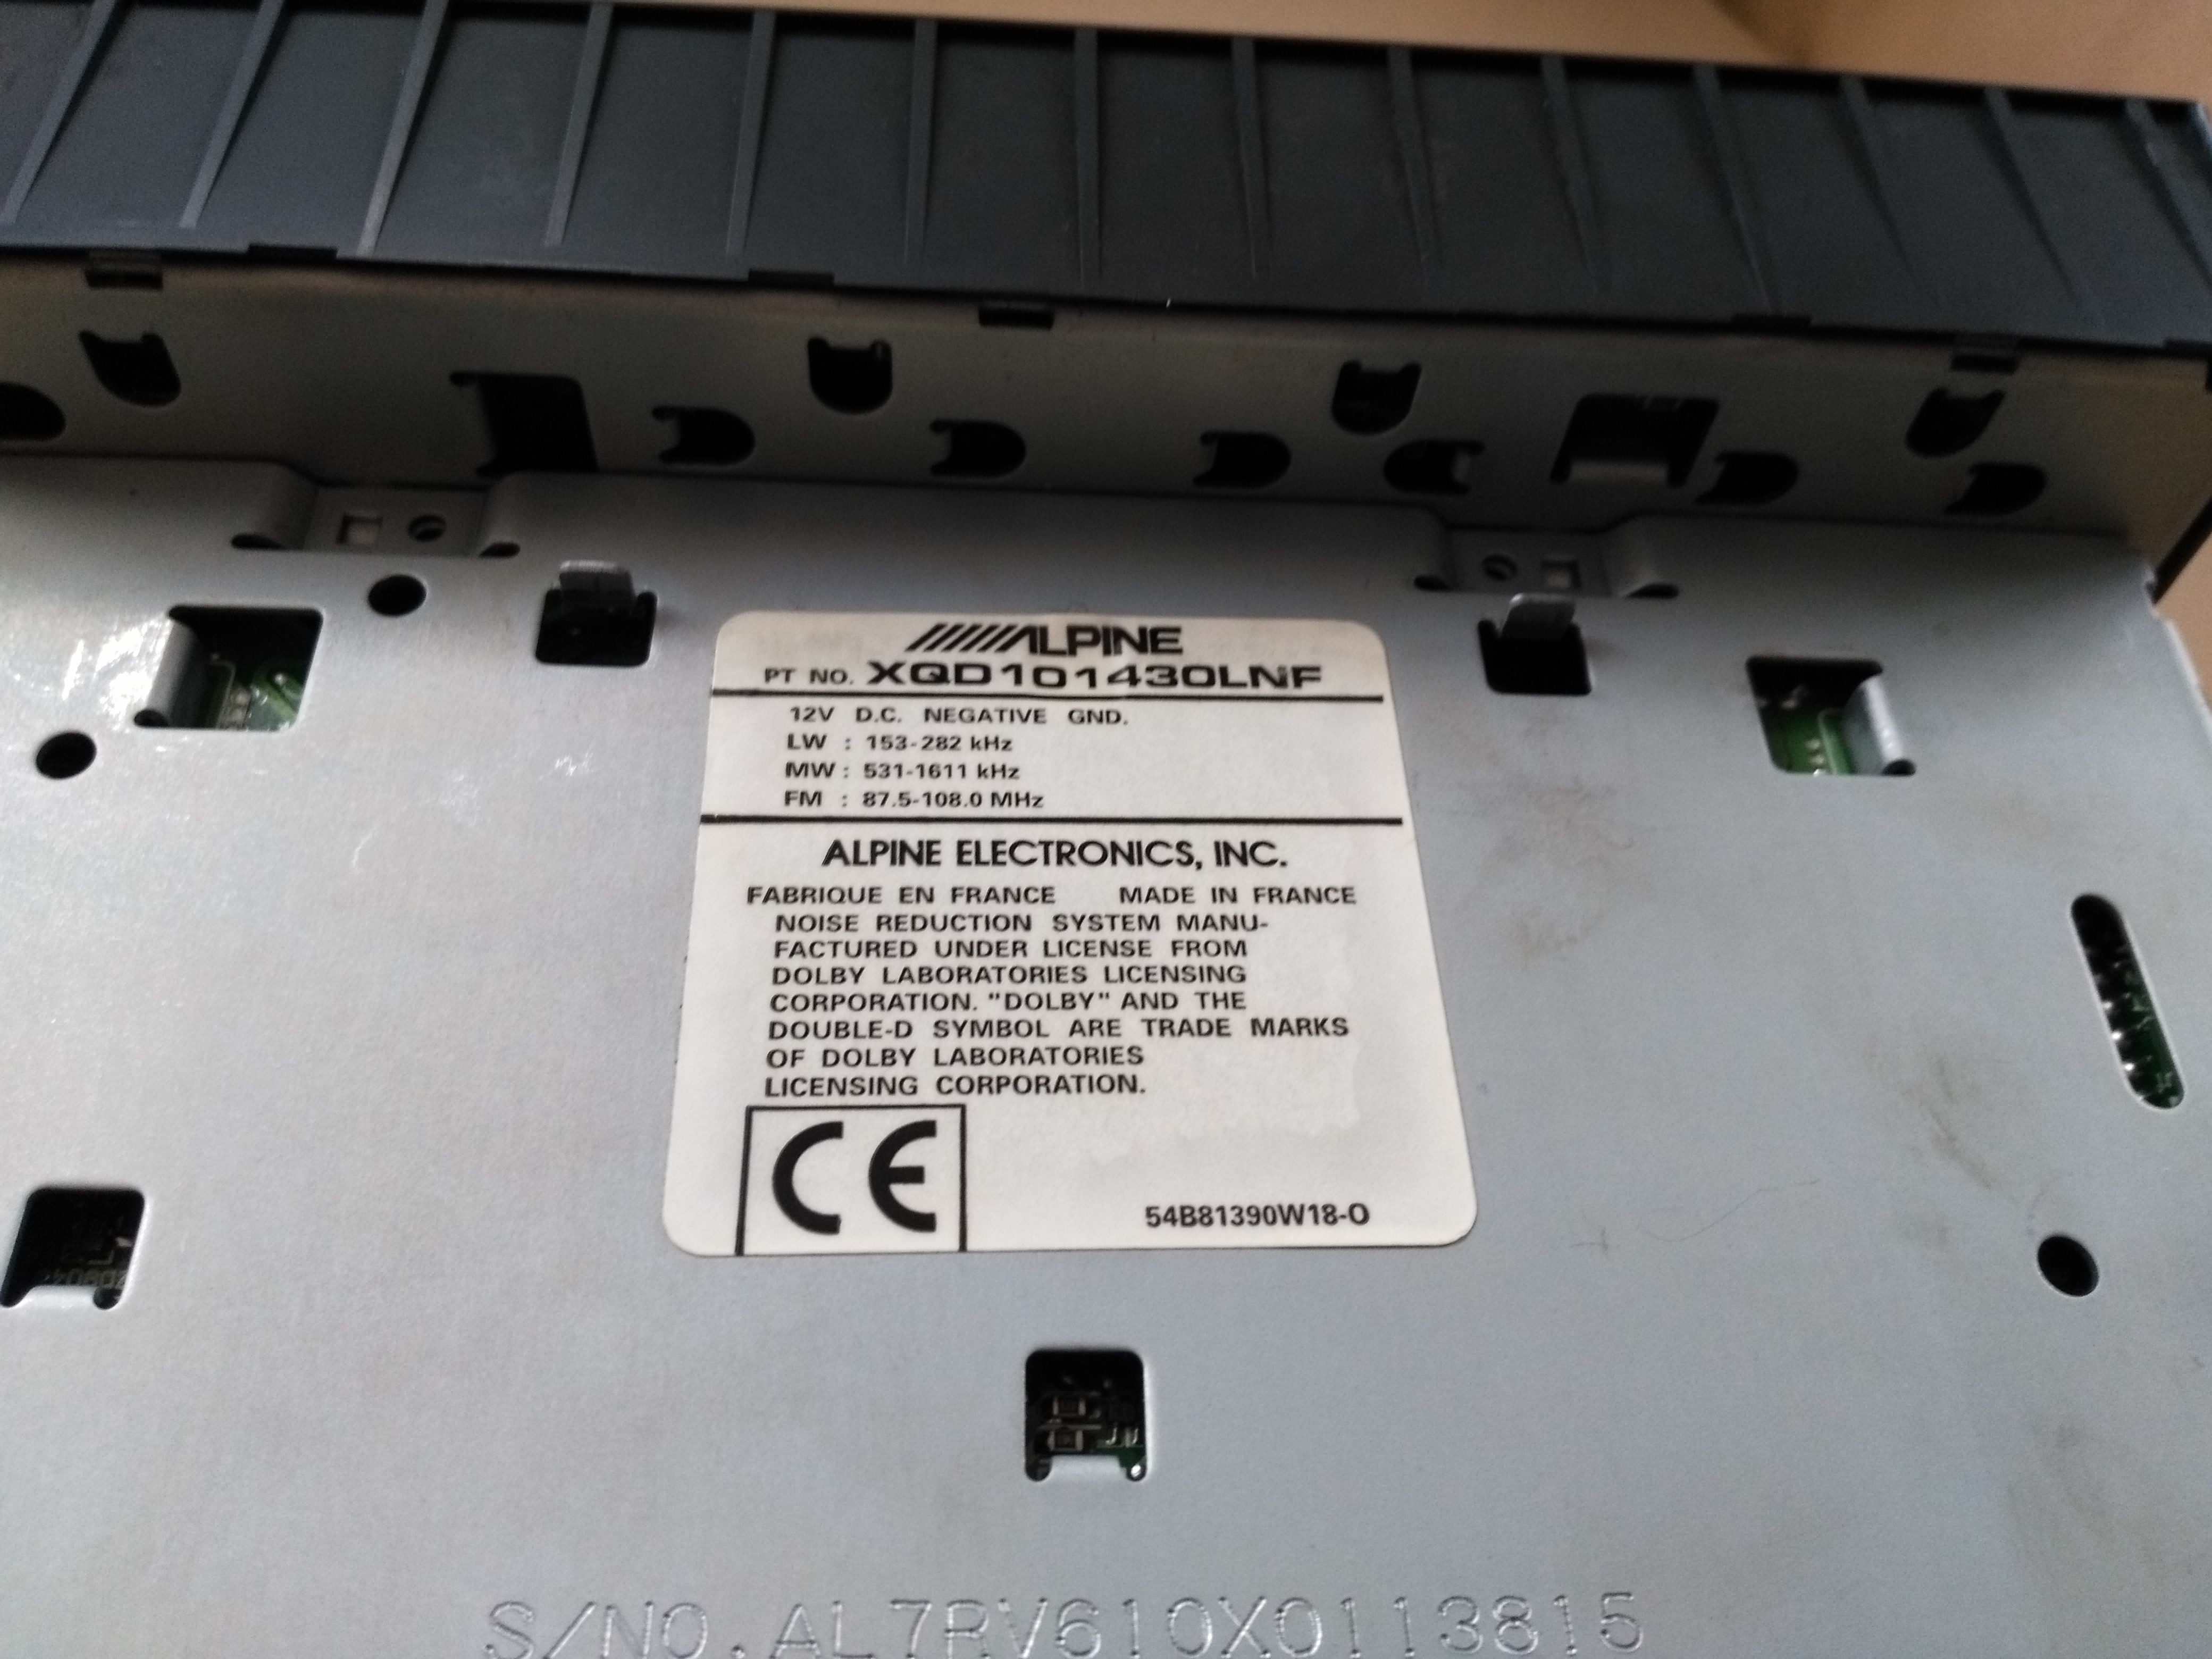 ALPINE
PT NO. XQD101430LNF
12V D.C. NEGATIVE GND.
LW : 153-282 kHz
MW : 531-1611 kHz
FM : 87.5-108.0 MHz
ALPINE ELECTRONICS, INC.
FABRIQUE EN FRANCE MADE IN FRANCE
NOISE REDUCTION SYSTEM MANU-
FACTURED UNDER LICENSE FROM
DOLBY LABORATORIES LICENSING
CORPORATION. "DOLBY" AND THE
DOUBLE-D SYMBOL ARE TRADE MARKS
OF DOLBY LABORATORIES
LICENSING CORPORATION.
CE
54B81390W18-O
S/NO.AL7RV610X0113815